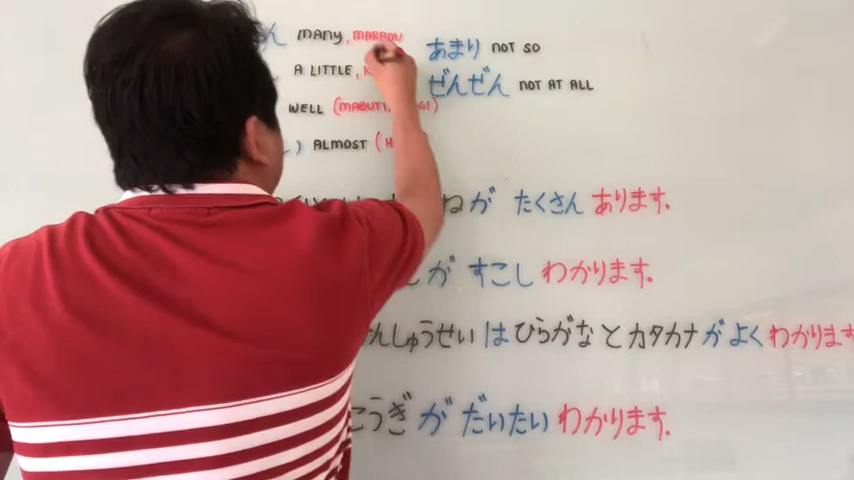 ん MANY, MARAMI あまり NOT SO
A LITTLE, ぜんぜん NOT AT ALL
WELL (MABUTI,
) ALMOST (
ねが たくさん あります。
が すこし わかります。
んしゅうせい は ひらがな と カタカナ が よく わかります
こうぎ が だいたい わかります。